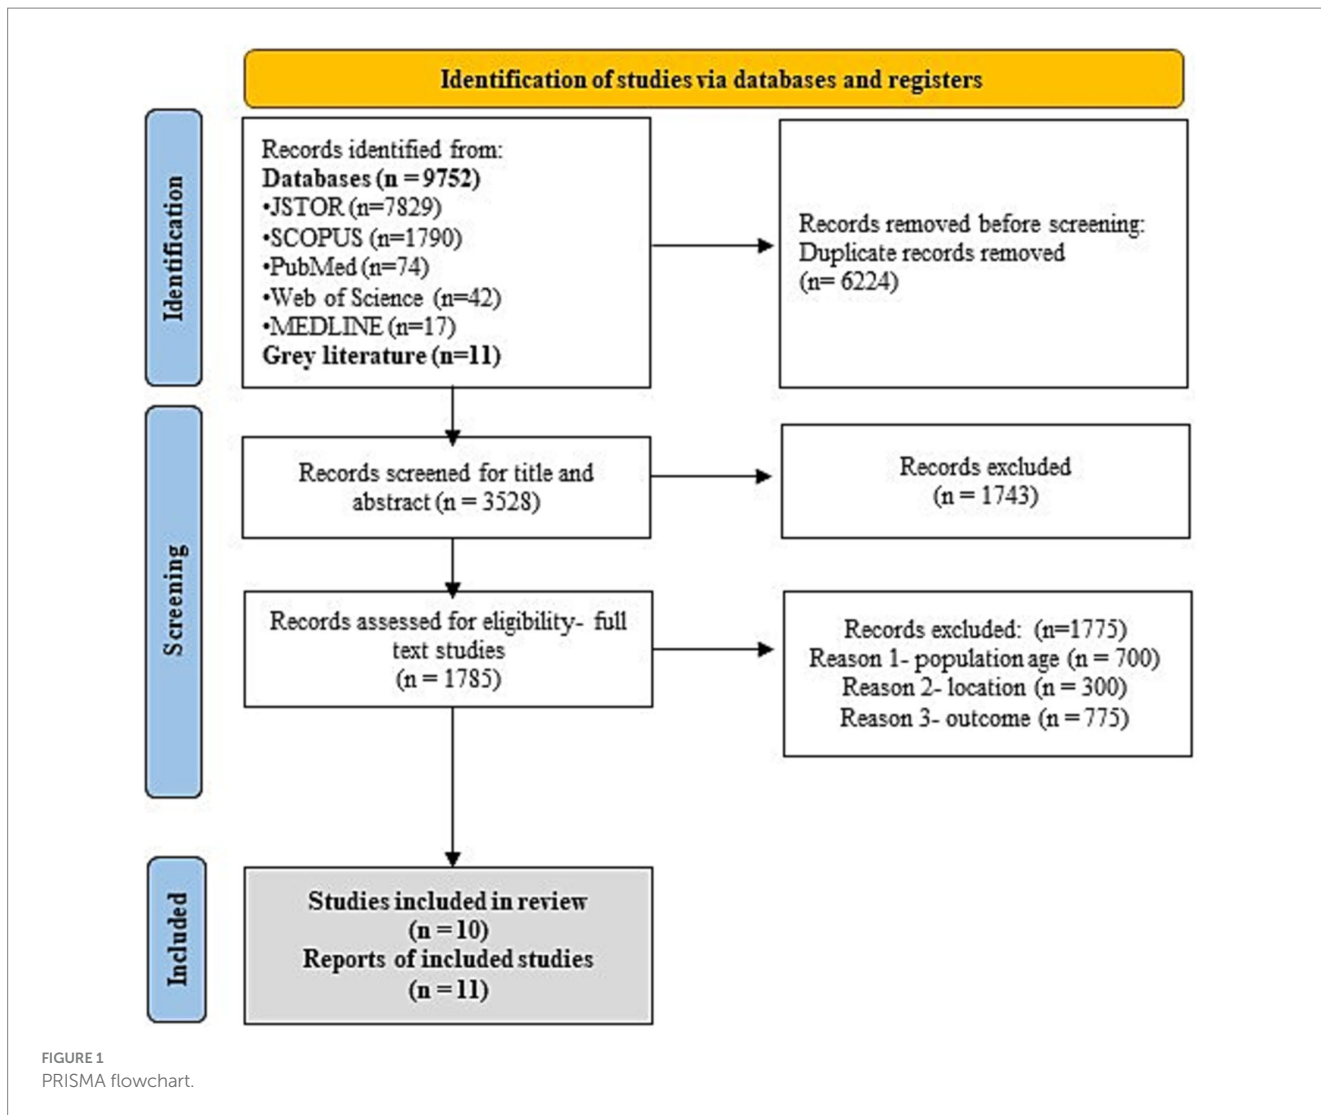 Identification of studies via databases and registers
Identification
Records identified from:
Databases (n = 9752)
•JSTOR (n=7829)
•SCOPUS (n=1790)
•PubMed (n=74)
•Web of Science (n=42)
•MEDLINE (n=17)
Grey literature (n=11)
Records removed before screening:
Duplicate records removed
(n= 6224)
Screening
Records screened for title and
abstract (n = 3528)
Records excluded
(n = 1743)
Records assessed for eligibility- full
text studies
(n = 1785)
Records excluded: (n=1775)
Reason 1- population age (n = 700)
Reason 2- location (n = 300)
Reason 3- outcome (n = 775)
Included
Studies included in review
(n = 10)
Reports of included studies
(n = 11)
FIGURE 1
PRISMA flowchart.